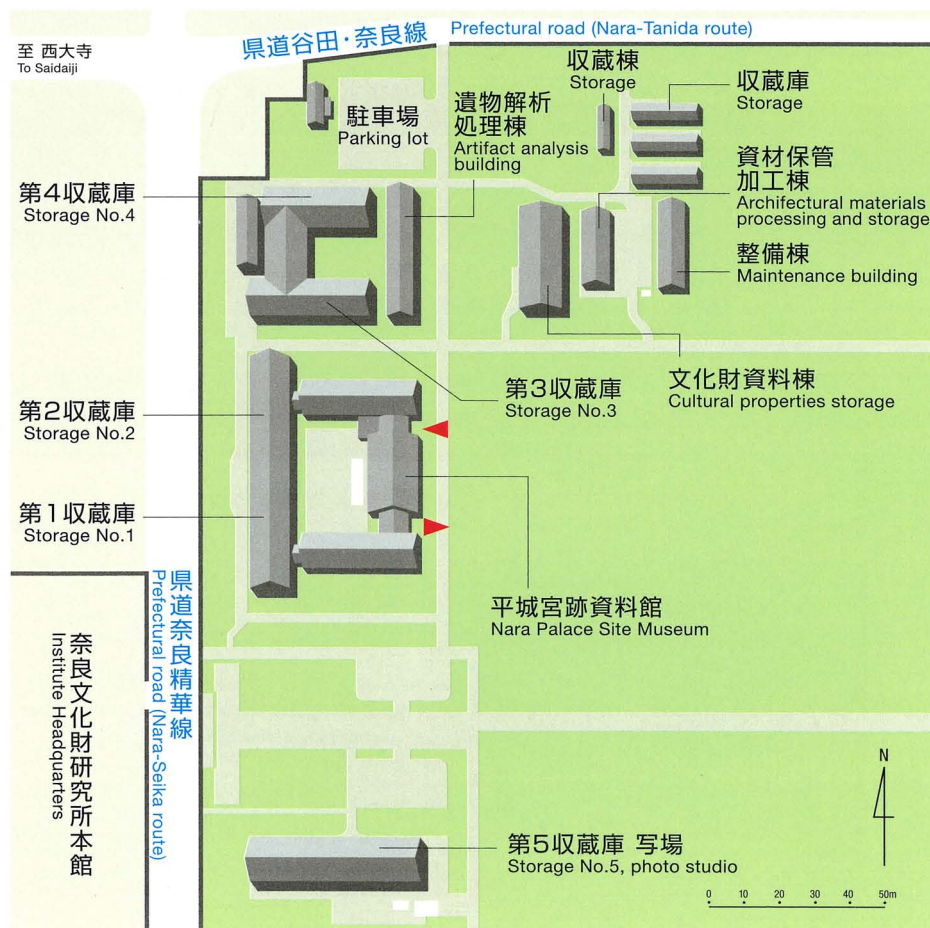 県道谷田・奈良線
Prefectural road (Nara-Tanida route)
至 西大寺
To Saidaiji
収蔵棟
Storage
収蔵庫
Storage
駐車場
Parking lot
遺物解析
処理棟
Artifact analysis
building
資材保管
加工棟
Architectural materials
processing and storage
第4収蔵庫
Storage No.4
整備棟
Maintenance building
第3収蔵庫
Storage No.3
文化財資料棟
Cultural properties storage
第2収蔵庫
Storage No.2
第1収蔵庫
Storage No.1
平城宮跡資料館
Nara Palace Site Museum
県道奈良精華線
Prefectural road (Nara-Seika route)
奈良文化財研究所本館
Institute Headquarters
N
第5収蔵庫 写場
Storage No.5, photo studio
0 10 20 30 40 50m